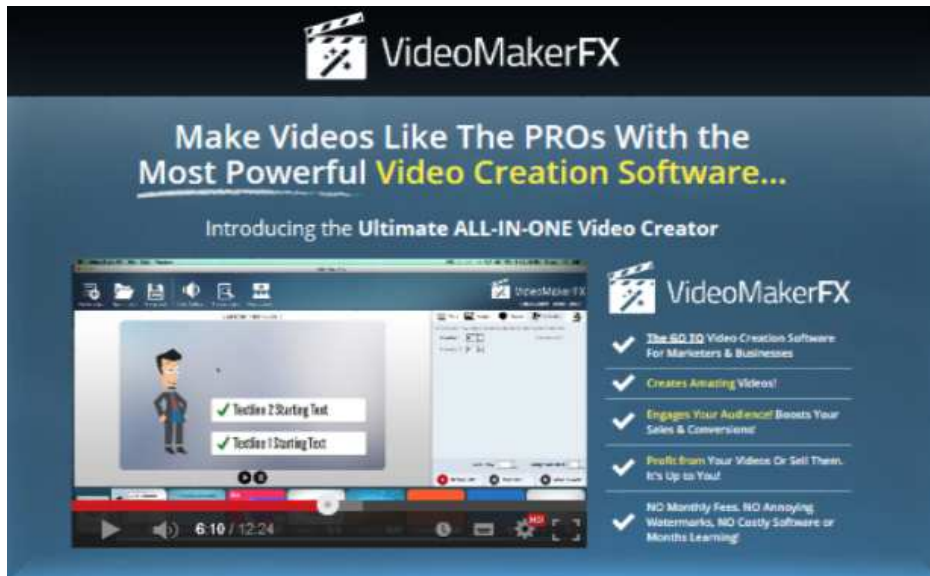 VideoMakerFX
Make Videos Like The PROs With the
Most Powerful Video Creation Software...
Introducing the Ultimate ALL-IN-ONE Video Creator
VideoMakerFX
Textline 2 Starting Text
Textline 1 Starting Text
6:10 / 12:24
HD
VideoMakerFX
The GO TO Video Creation Software
For Marketers & Businesses
Creates Amazing Videos!
Engages Your Audience! Boosts Your
Sales & Conversions!
Profit from Your Videos Or Sell Them.
It's Up to You!
NO Monthly Fees. NO Annoying
Watermarks, NO Costly Software or
Months Learning!